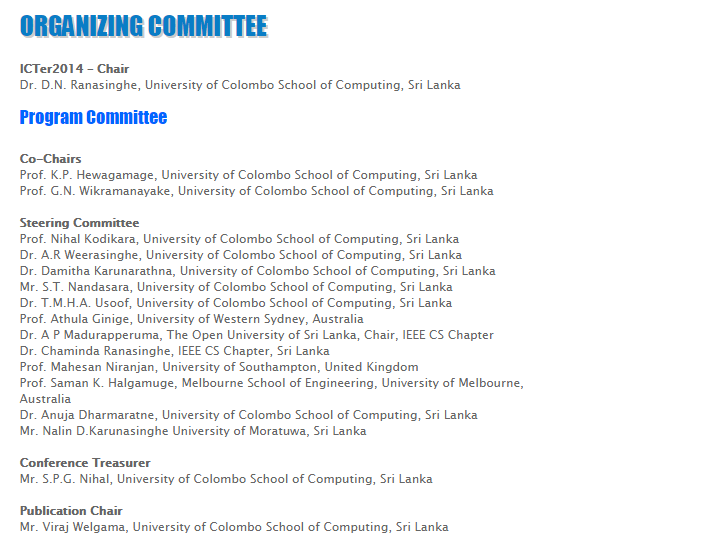 ORGANIZING COMMITTEE
ICTer2014 – Chair
Dr. D.N. Ranasinghe, University of Colombo School of Computing, Sri Lanka
Program Committee
Co-Chairs
Prof. K.P. Hewagamage, University of Colombo School of Computing, Sri Lanka
Prof. G.N. Wikramanayake, University of Colombo School of Computing, Sri Lanka
Steering Committee
Prof. Nihal Kodikara, University of Colombo School of Computing, Sri Lanka
Dr. A.R Weerasinghe, University of Colombo School of Computing, Sri Lanka
Dr. Damitha Karunarathna, University of Colombo School of Computing, Sri Lanka
Mr. S.T. Nandasara, University of Colombo School of Computing, Sri Lanka
Dr. T.M.H.A. Usoof, University of Colombo School of Computing, Sri Lanka
Prof. Athula Ginige, University of Western Sydney, Australia
Dr. A P Madurapperuma, The Open University of Sri Lanka, Chair, IEEE CS Chapter
Dr. Chaminda Ranasinghe, IEEE CS Chapter, Sri Lanka
Prof. Mahesan Niranjan, University of Southampton, United Kingdom
Prof. Saman K. Halgamuge, Melbourne School of Engineering, University of Melbourne,
Australia
Dr. Anuja Dharmaratne, University of Colombo School of Computing, Sri Lanka
Mr. Nalin D.Karunasinghe University of Moratuwa, Sri Lanka
Conference Treasurer
Mr. S.P.G. Nihal, University of Colombo School of Computing, Sri Lanka
Publication Chair
Mr. Viraj Welgama, University of Colombo School of Computing, Sri Lanka